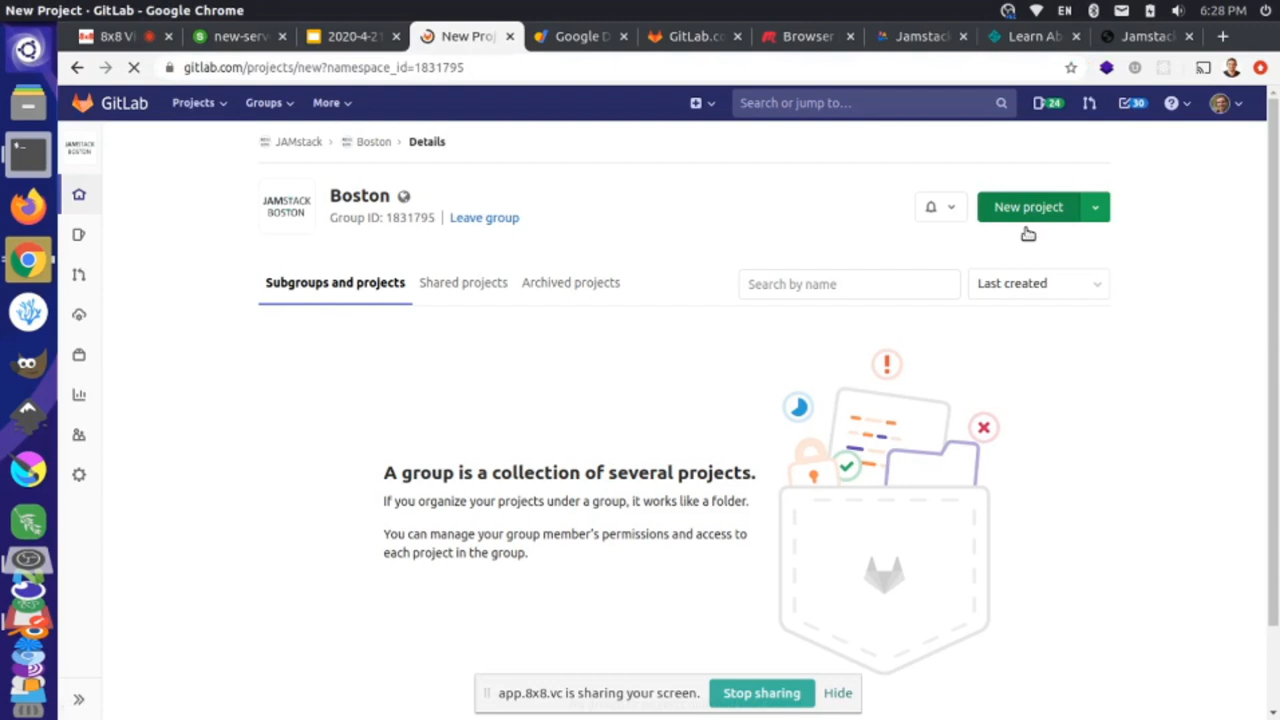 New Project · GitLab - Google Chrome
EN
6:28 PM
8x8 Vi
new-serv
2020-4-21
New Proj
Google D
GitLab.co
Browser
Jamstack
Learn Ab
Jamstack
gitlab.com/projects/new?namespace_id=1831795
GitLab
Projects
Groups
More
Search or jump to...
24
30
JAMSTACK
BOSTON
JAMstack
Boston
Details
JAMSTACK
BOSTON
Boston
Group ID: 1831795
Leave group
New project
Subgroups and projects
Shared projects
Archived projects
Search by name
Last created
A group is a collection of several projects.
If you organize your projects under a group, it works like a folder.
You can manage your group member's permissions and access to
each project in the group.
app.8x8.vc is sharing your screen.
Stop sharing
Hide